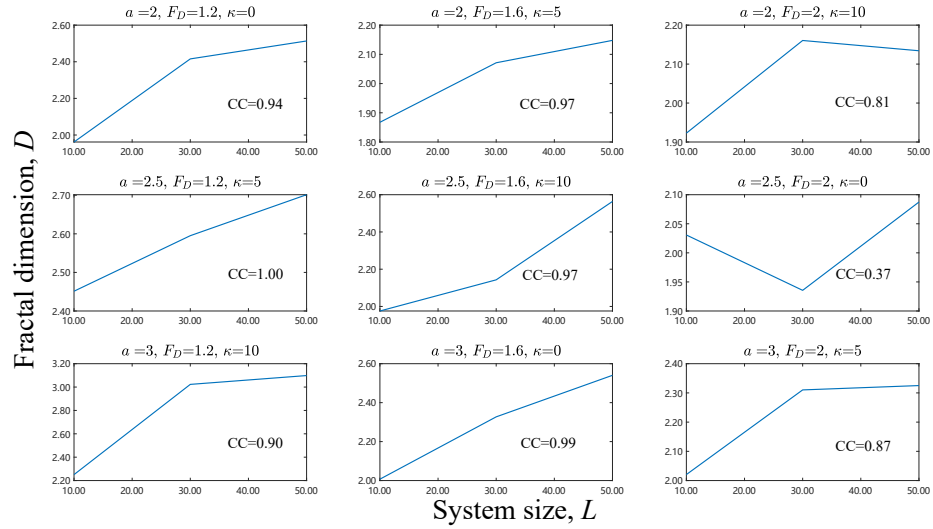 a =2, F_D=1.2, κ=0
a =2, F_D=1.6, κ=5
a =2, F_D=2, κ=10
2.60
2.40
2.20
2.00
CC=0.94
10.00 20.00 30.00 40.00 50.00
2.20
2.10
2.00
1.90
1.80
CC=0.97
10.00 20.00 30.00 40.00 50.00
2.20
2.10
2.00
1.90
CC=0.81
10.00 20.00 30.00 40.00 50.00
Fractal dimension, D
a =2.5, F_D=1.2, κ=5
a =2.5, F_D=1.6, κ=10
a =2.5, F_D=2, κ=0
2.70
2.60
2.50
2.40
CC=1.00
10.00 20.00 30.00 40.00 50.00
2.60
2.40
2.20
2.00
CC=0.97
10.00 20.00 30.00 40.00 50.00
2.10
2.05
2.00
1.95
1.90
CC=0.37
10.00 20.00 30.00 40.00 50.00
a =3, F_D=1.2, κ=10
a =3, F_D=1.6, κ=0
a =3, F_D=2, κ=5
3.20
3.00
2.80
2.60
2.40
2.20
CC=0.90
10.00 20.00 30.00 40.00 50.00
2.60
2.40
2.20
2.00
CC=0.99
10.00 20.00 30.00 40.00 50.00
2.40
2.30
2.20
2.10
2.00
CC=0.87
10.00 20.00 30.00 40.00 50.00
System size, L